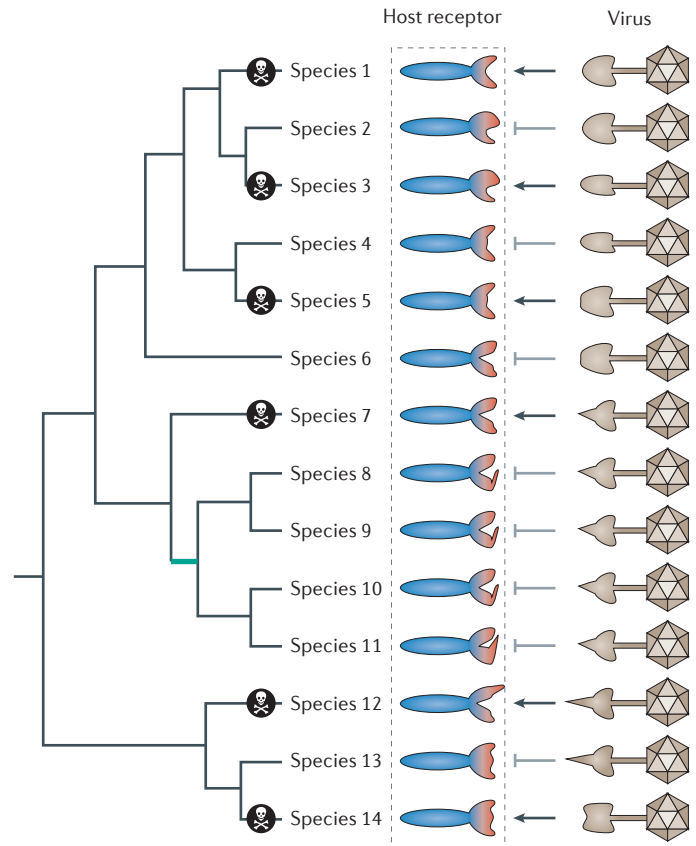 Host receptor
Virus
Species 1
Species 2
Species 3
Species 4
Species 5
Species 6
Species 7
Species 8
Species 9
Species 10
Species 11
Species 12
Species 13
Species 14